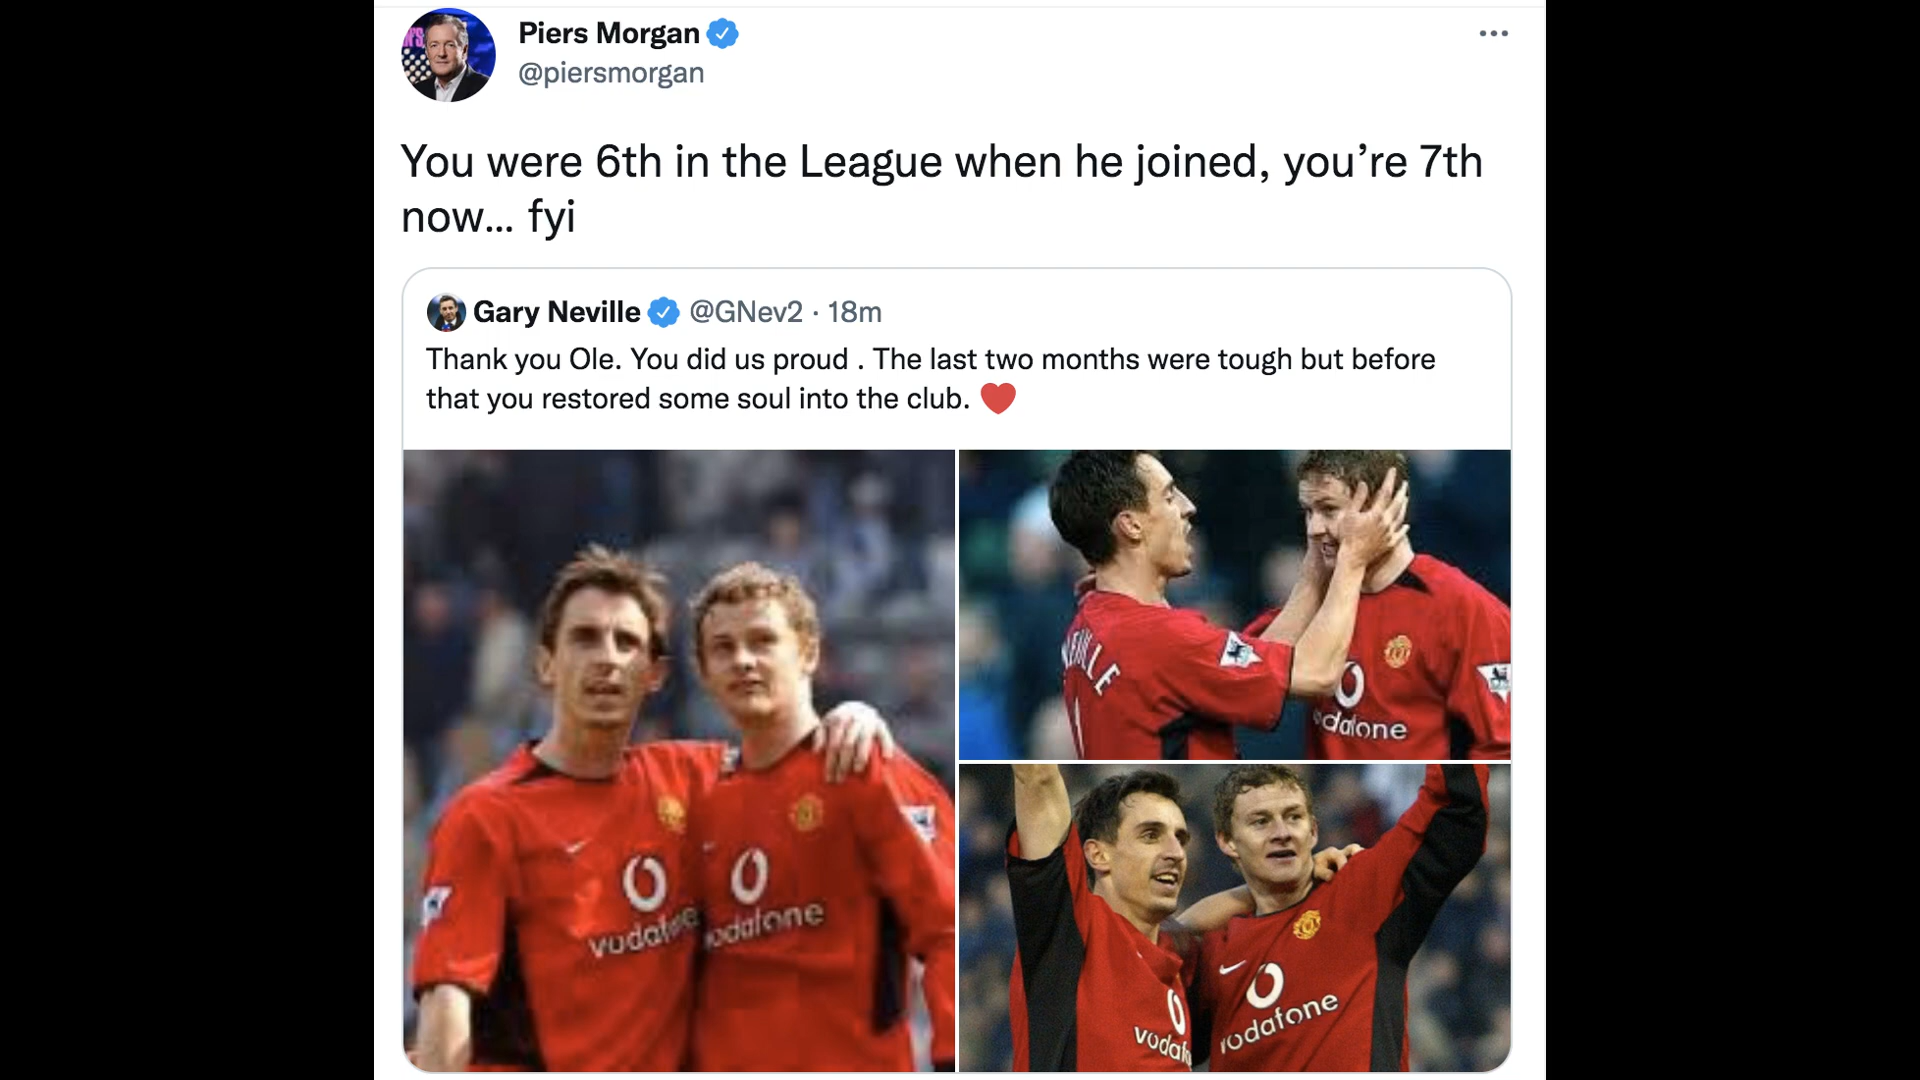 Piers Morgan
@piersmorgan
You were 6th in the League when he joined, you’re 7th
now... fyi
Gary Neville @GNev2 · 18m
Thank you Ole. You did us proud . The last two months were tough but before
that you restored some soul into the club. ❤️
vodafone
vodafone
vodafone
vodafone